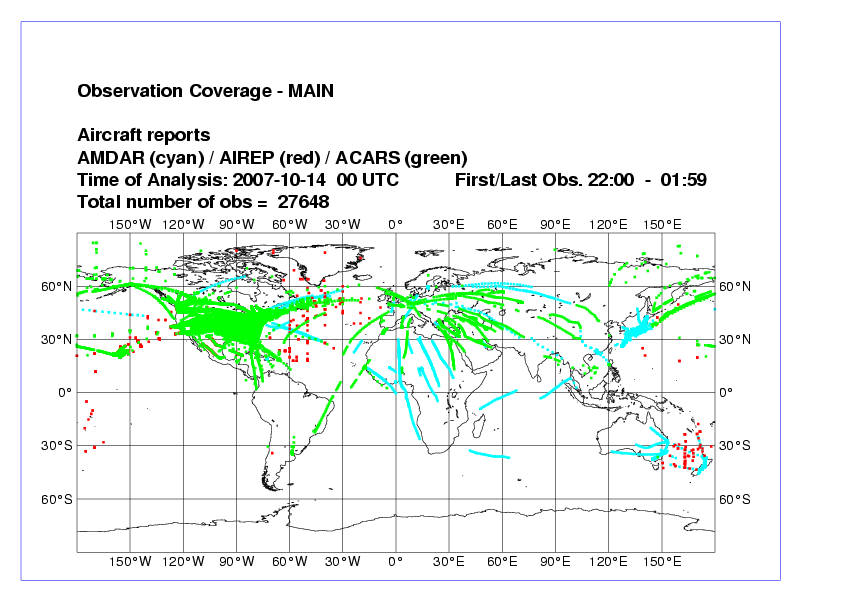 Observation Coverage - MAIN
Aircraft reports
AMDAR (cyan) / AIREP (red) / ACARS (green)
Time of Analysis: 2007-10-14 00 UTC First/Last Obs. 22:00 - 01:59
Total number of obs = 27648
150°W 120°W 90°W 60°W 30°W 0° 30°E 60°E 90°E 120°E 150°E
60°N 60°N
30°N 30°N
0° 0°
30°S 30°S
60°S 60°S
150°W 120°W 90°W 60°W 30°W 0° 30°E 60°E 90°E 120°E 150°E